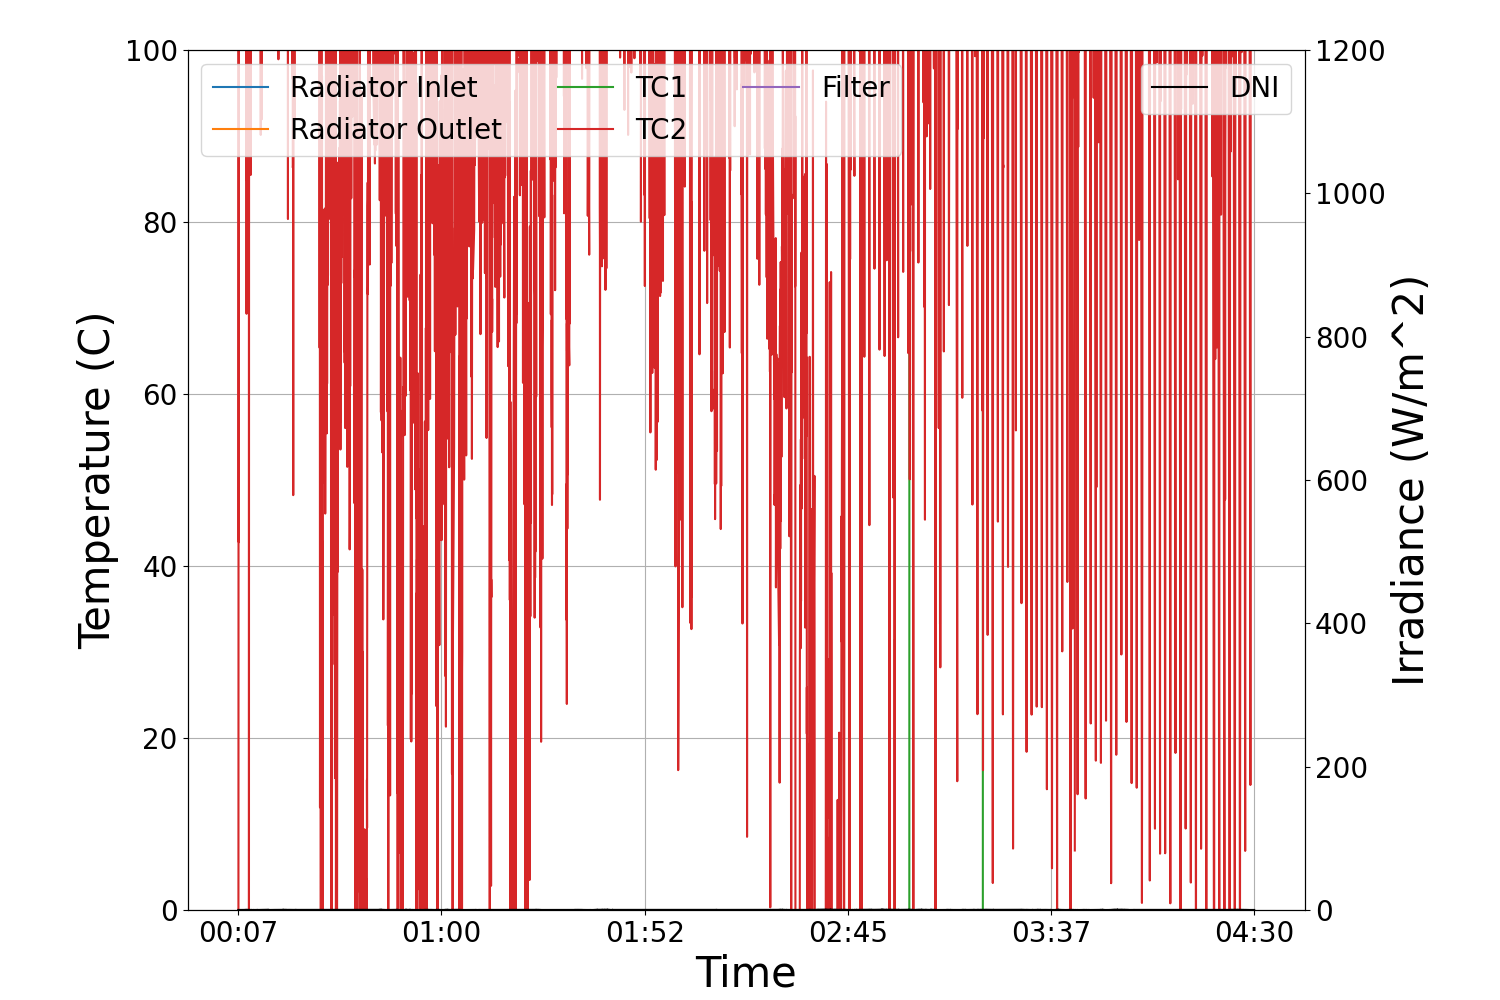 Radiator Inlet
Radiator Outlet
TC1
TC2
Filter
DNI
Temperature (C)
100
80
60
40
20
0
Irradiance (W/m^2)
1200
1000
800
600
400
200
0
00:07 01:00 01:52 02:45 03:37 04:30
Time